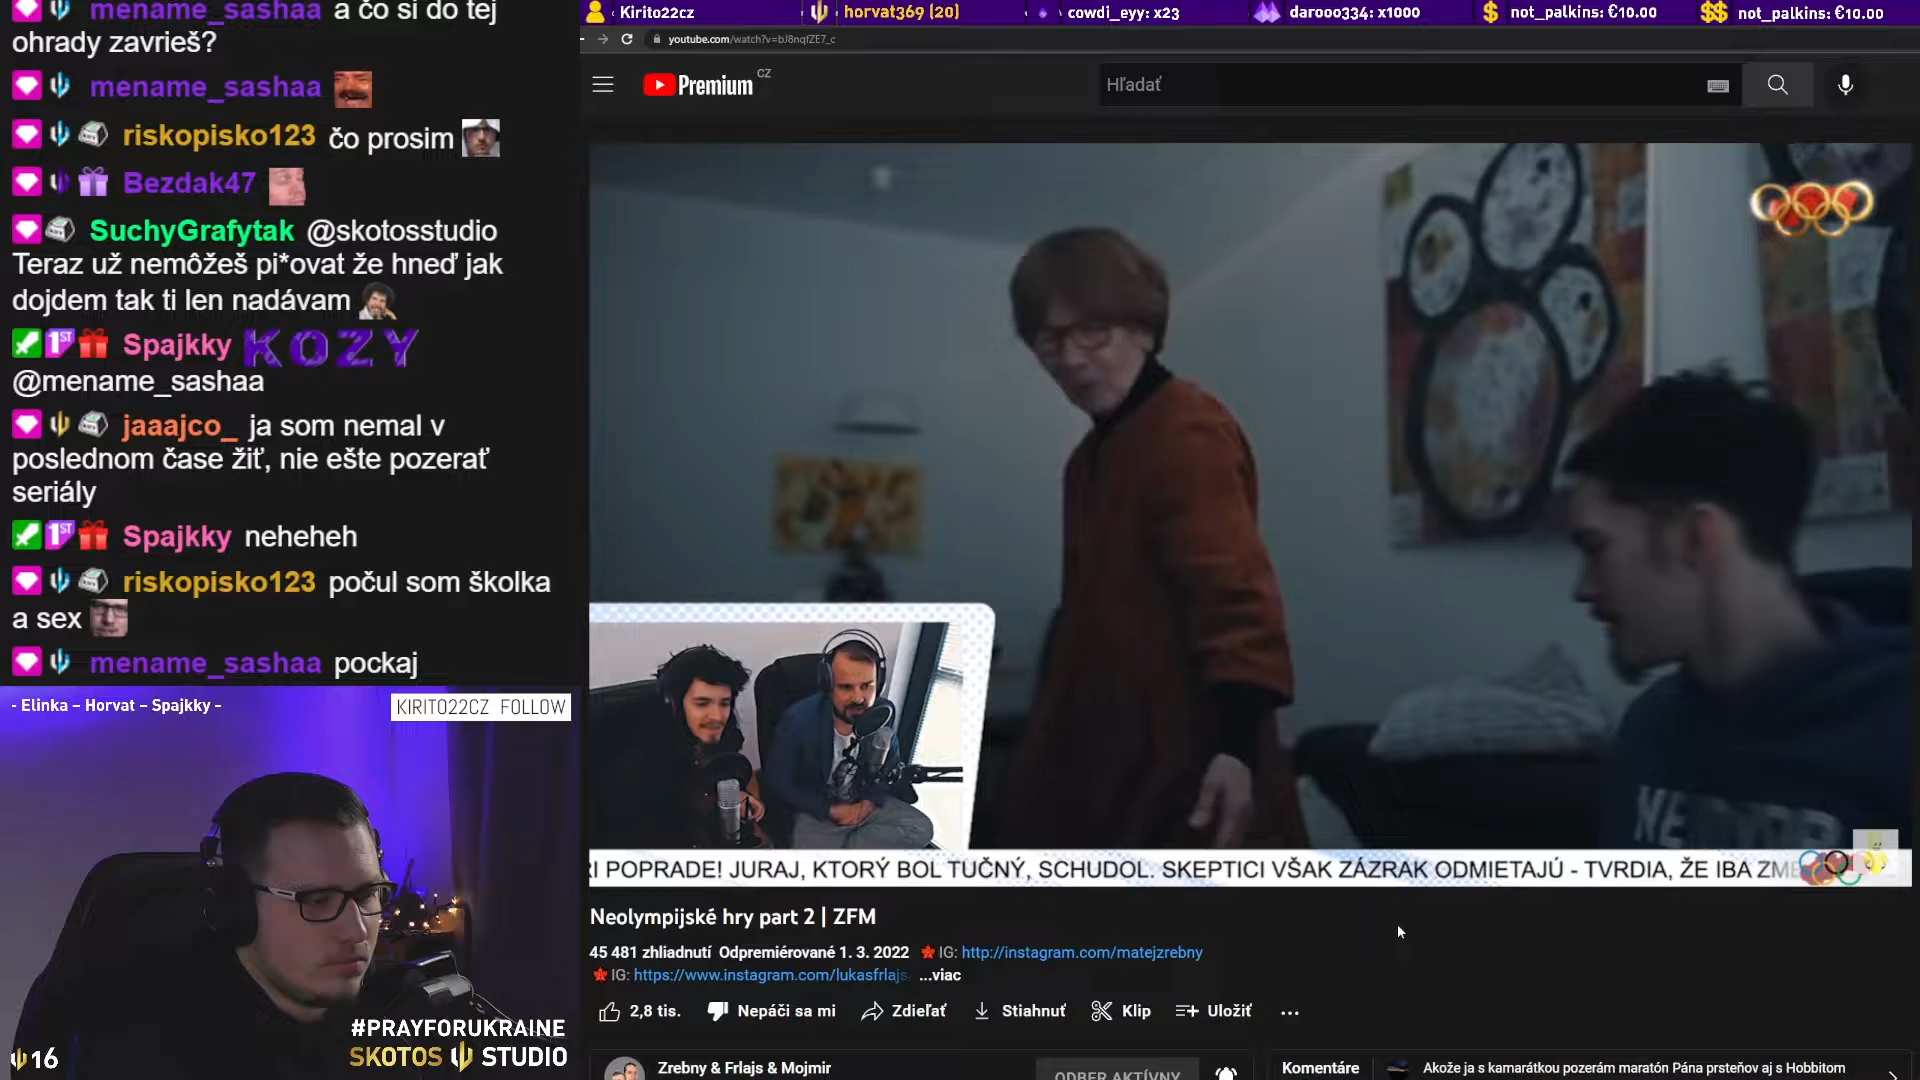 mename_sashaa a čo si do tej
ohrady zavrieš?
mename_sashaa
riskopisko123 čo prosim
Bezdak47
SuchyGrafytak @skotosstudio
Teraz už nemôžeš pi*ovat že hneď jak
dojdem tak ti len nadávam
1ST Spajkky KOZY
@mename_sashaa
jaaajco_ ja som nemal v
poslednom čase žiť, nie ešte pozerať
seriály
1ST Spajkky neheheh
riskopisko123 počul som školka
a sex
mename_sashaa pockaj
- Elinka – Horvat – Spajkky -
KIRITO22CZ FOLLOW
#PRAYFORUKRAINE
SKOTOS STUDIO
16
Kirito22cz
horvat369 (20)
cowdi_eyy: x23
darooo334: x1000
not_palkins: €10.00
not_palkins: €10.00
youtube.com/watch?v=bJ8nqfZE7_c
Premium CZ
Hľadať
NE
RI POPRADE! JURAJ, KTORÝ BOL TUČNÝ, SCHUDOL. SKEPTICI VŠAK ZÁZRAK ODMIETAJÚ - TVRDIA, ŽE IBA ZME
Neolympijské hry part 2 | ZFM
45 481 zhliadnutí Odpremiérované 1. 3. 2022 IG: http://instagram.com/matejzrebny
IG: https://www.instagram.com/lukasfrlajs ...viac
2,8 tis. Nepáči sa mi Zdieľať Stiahnuť Klip Uložiť
Zrebny & Frlajs & Mojmir
ODBER AKTÍVNY
Komentáre
Akože ja s kamarátkou pozerám maratón Pána prsteňov aj s Hobbitom